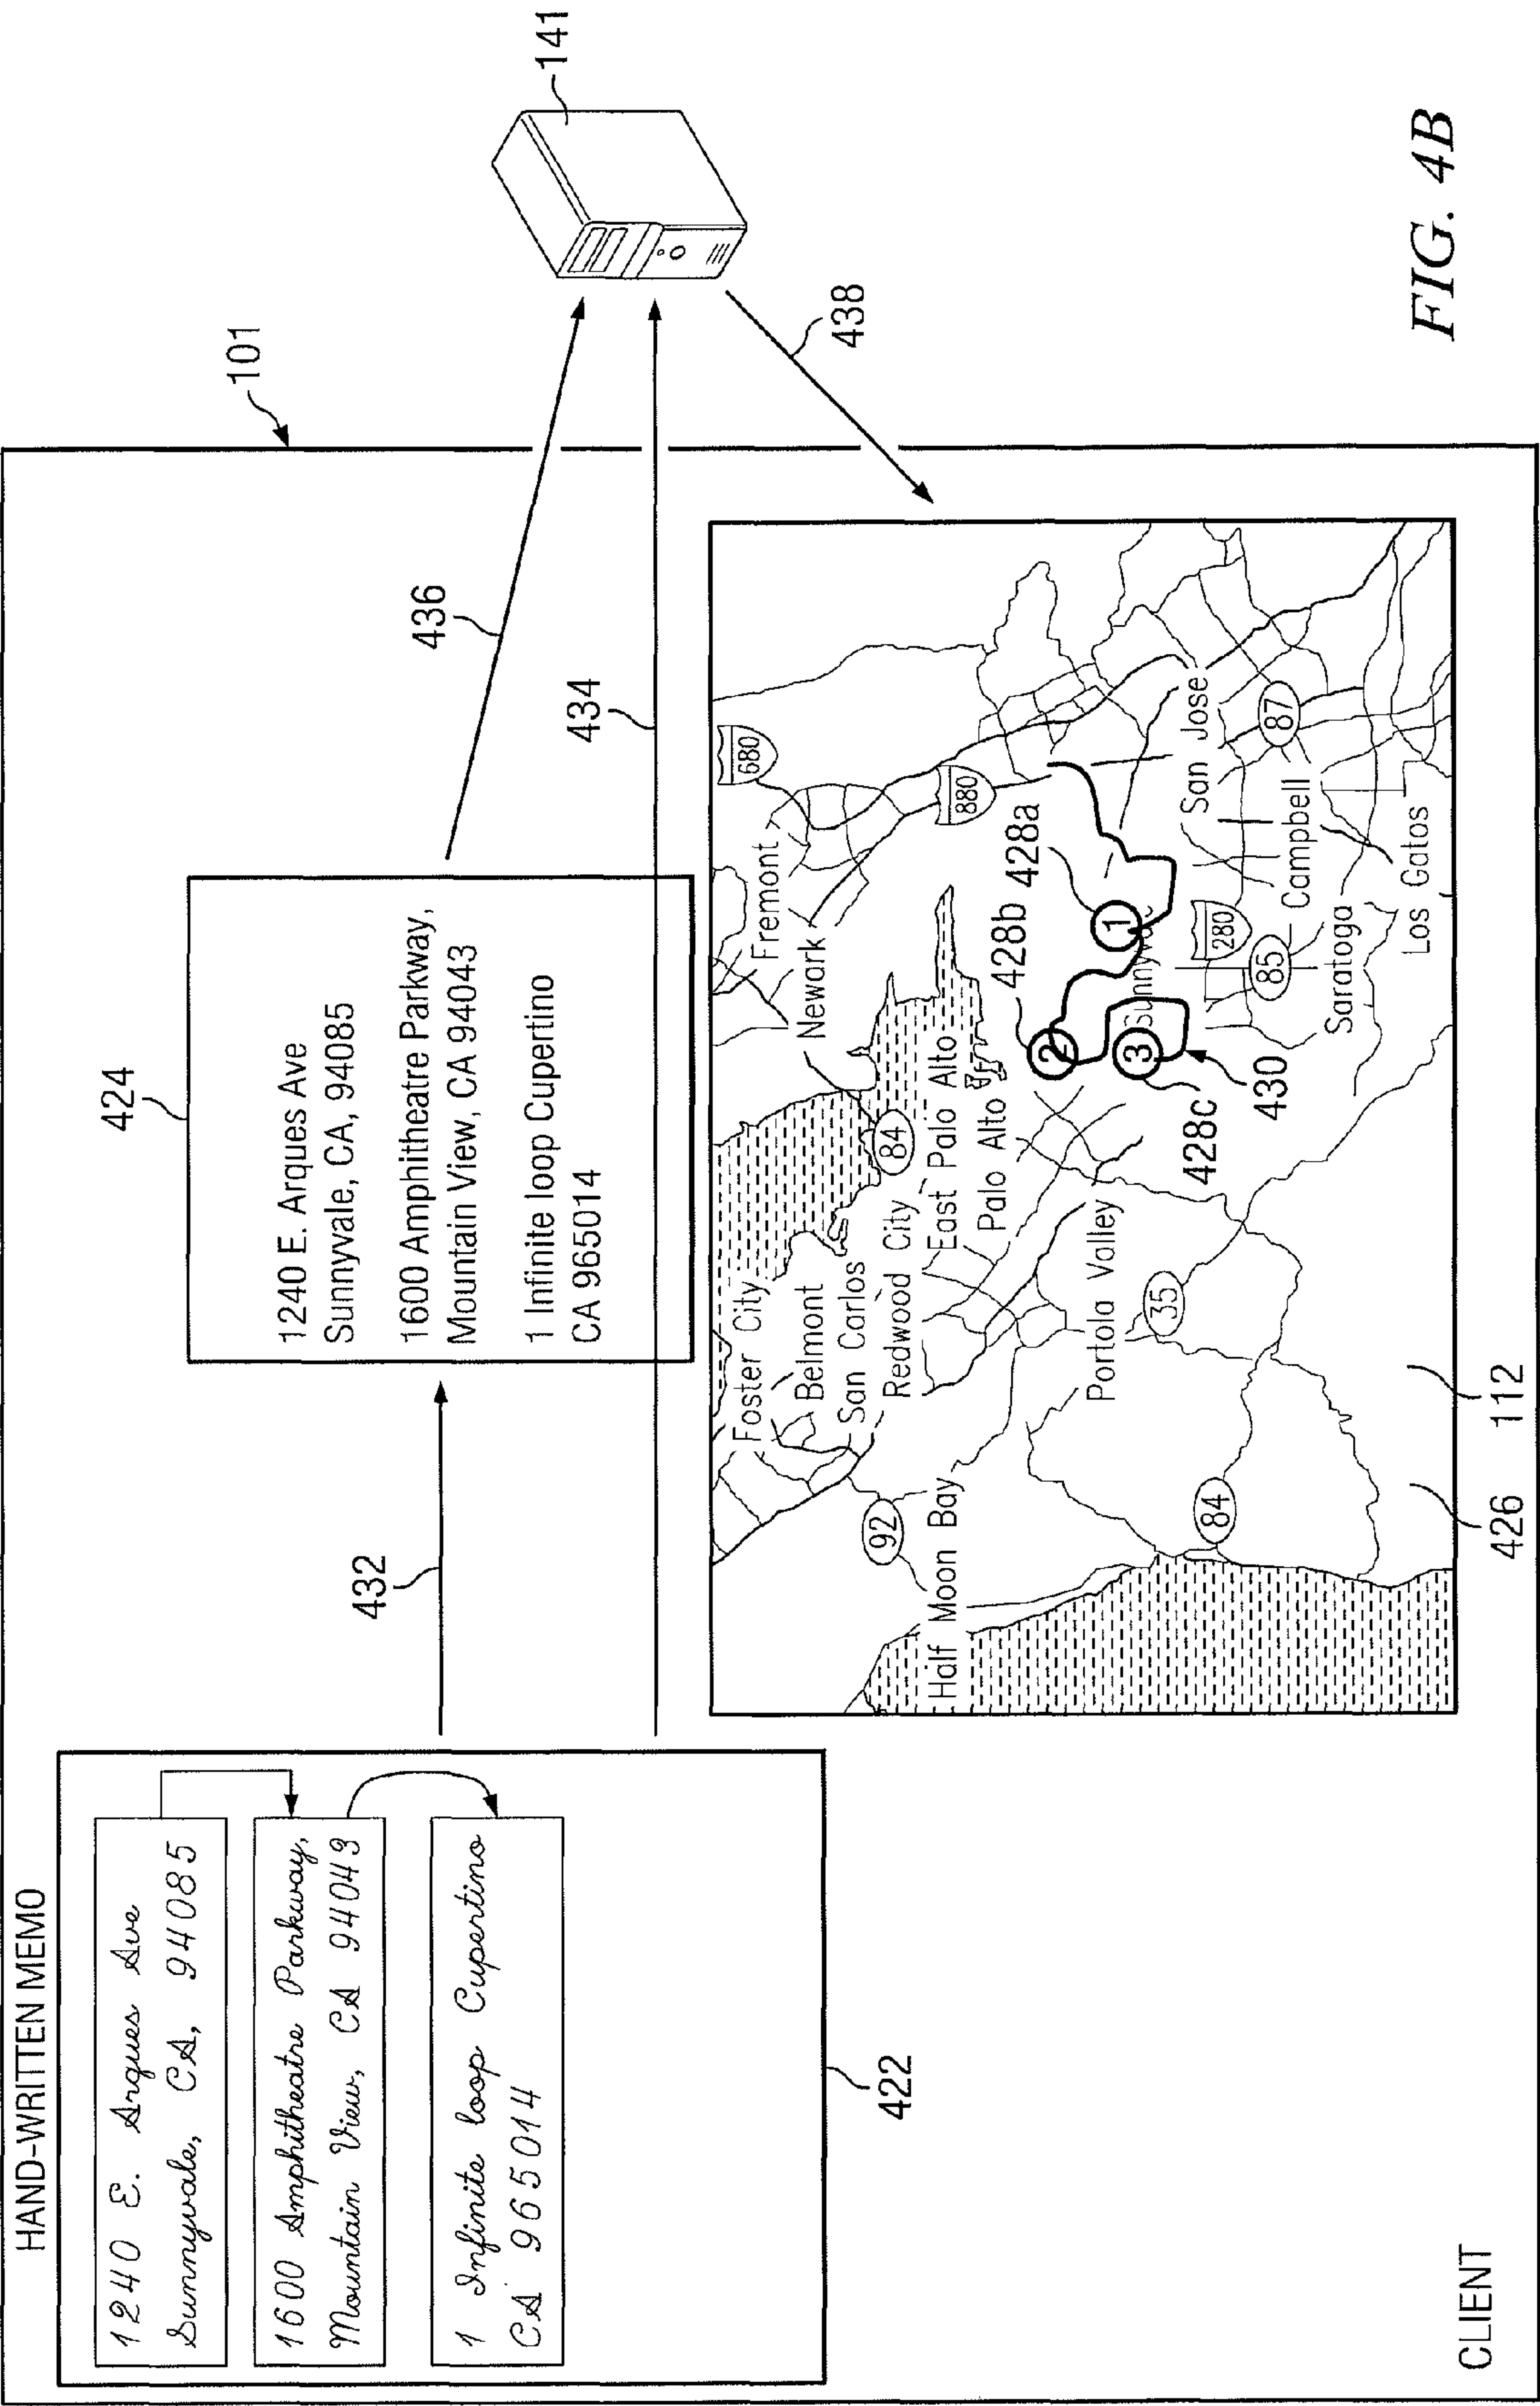 HAND-WRITTEN MEMO
1240 E. Arques Ave
Sunnyvale, CA, 94085
1600 Amphitheatre Parkway,
Mountain View, CA 94043
1 Infinite loop Cupertino
CA 965014
422
432
424
1240 E. Arques Ave
Sunnyvale, CA, 94085
1600 Amphitheatre Parkway,
Mountain View, CA 94043
1 Infinite loop Cupertino
CA 965014
436
434
101
141
438
Foster City
Belmont
San Carlos
Redwood City
East Palo Alto
Palo Alto
Newark
Fremont
680
880
84
92
Half Moon Bay
Portola Valley
35
84
428b
428a
2
1
3
Sunnyvale
428c
430
280
85
San Jose
87
Campbell
Saratoga
Los Gatos
426
112
CLIENT
FIG. 4B